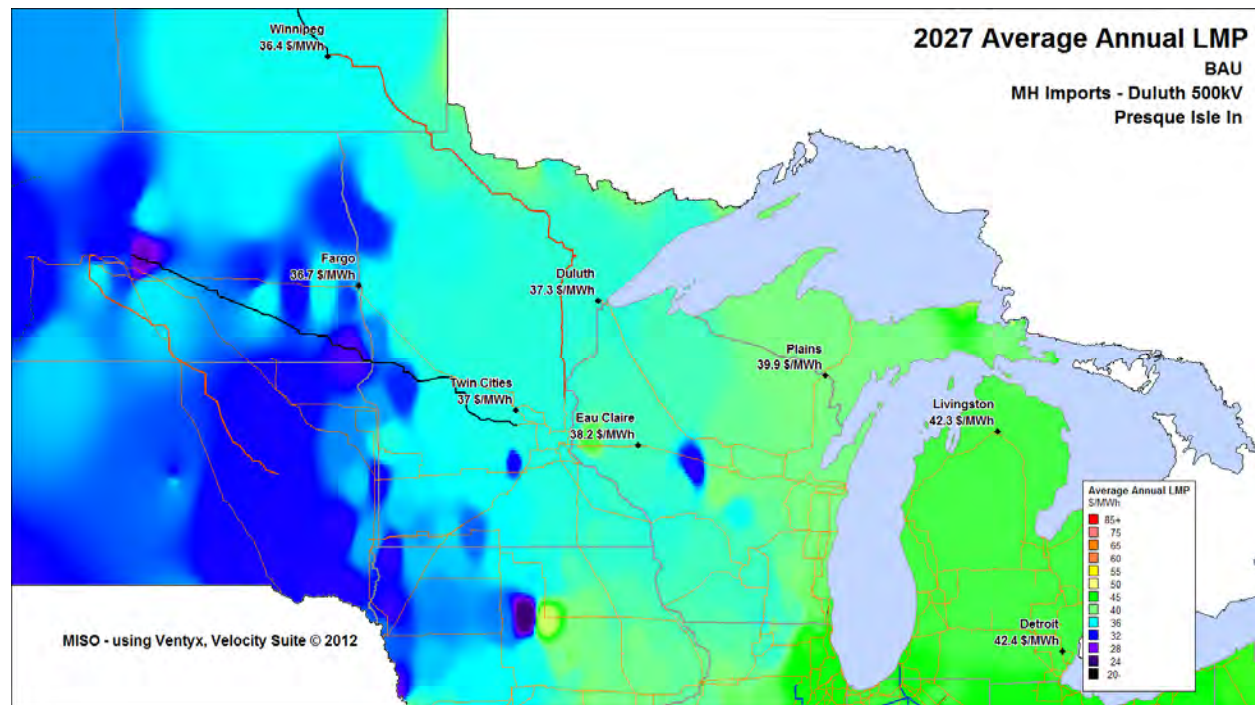 2027 Average Annual LMP
BAU
MH Imports - Duluth 500kV
Presque Isle In
Winnipeg
36.4 $/MWh
Fargo
36.7 $/MWh
Duluth
37.3 $/MWh
Plains
39.9 $/MWh
Twin Cities
37 $/MWh
Eau Claire
38.2 $/MWh
Livingston
42.3 $/MWh
Detroit
42.4 $/MWh
Average Annual LMP
$/MWh
85+
75
65
60
55
50
45
40
36
32
28
24
20-
MISO - using Ventyx, Velocity Suite © 2012